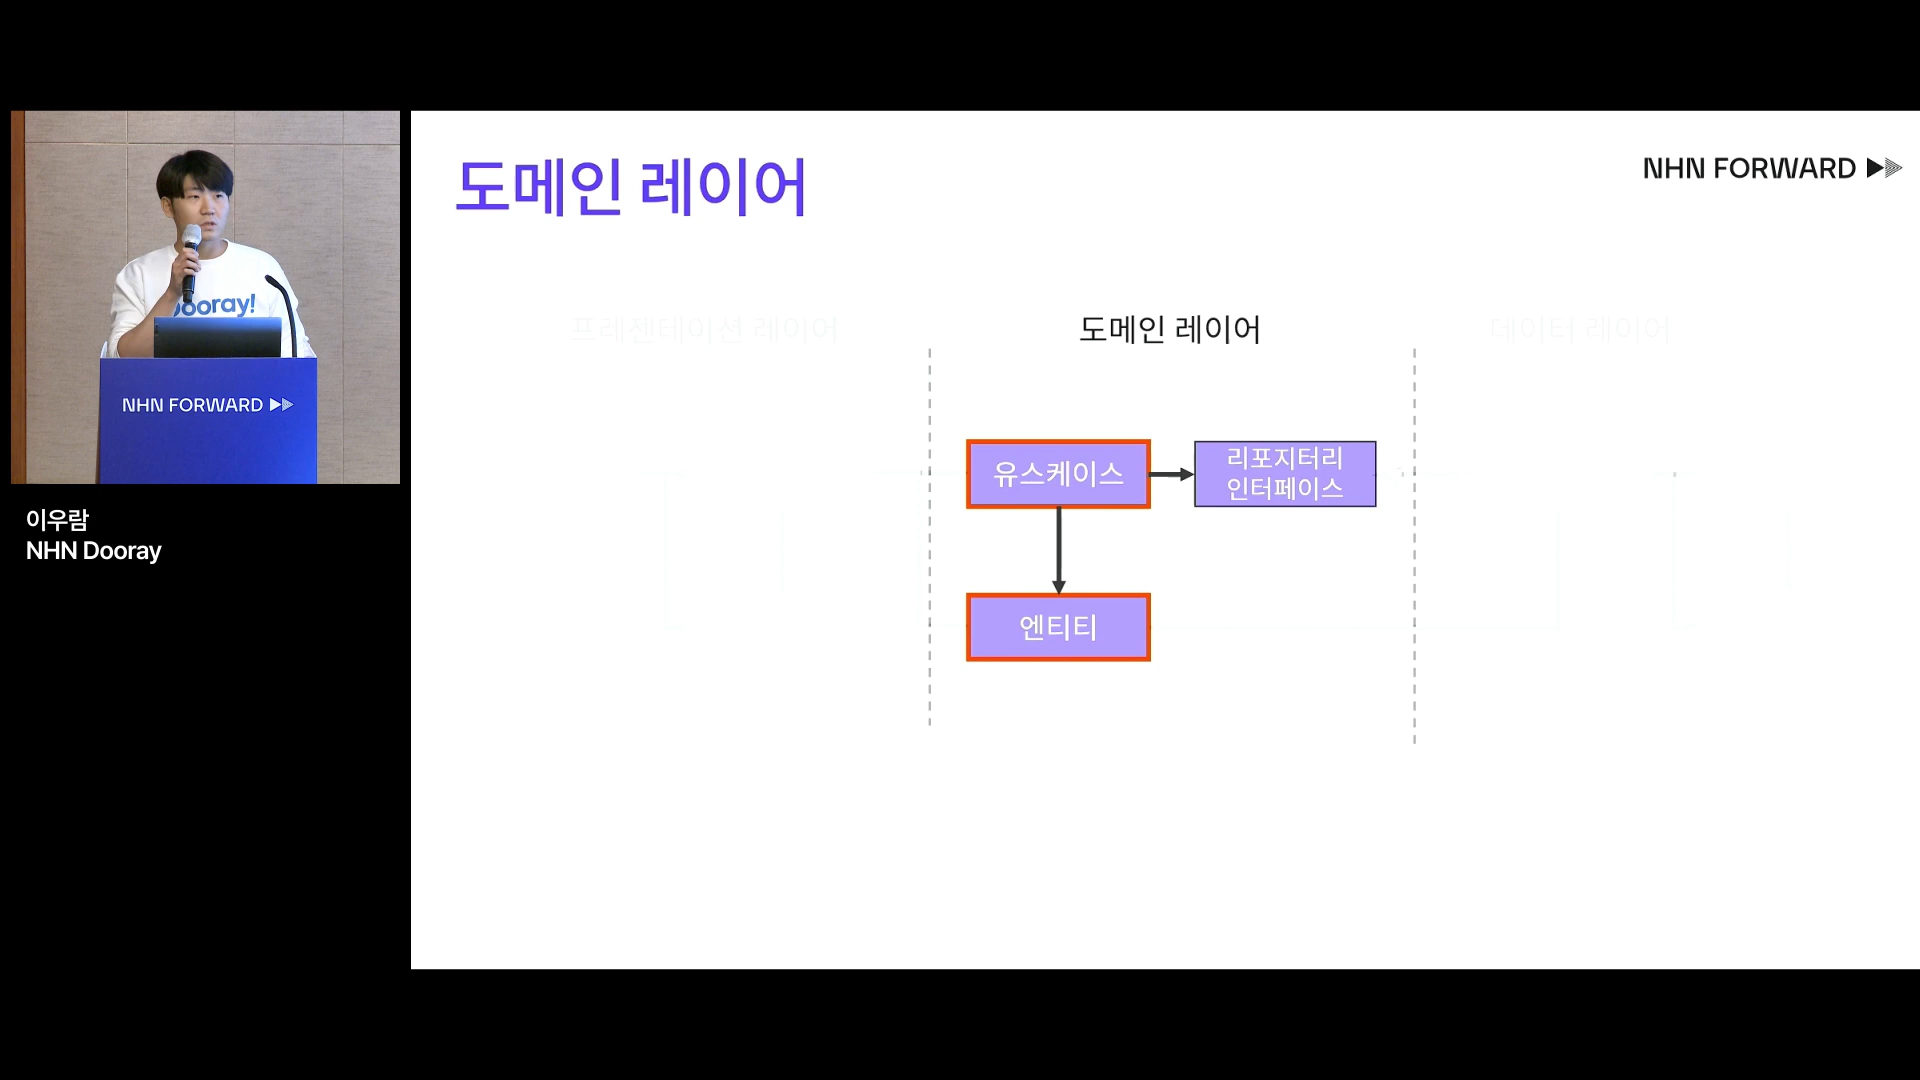 도메인 레이어
NHN FORWARD
프레젠테이션 레이어
도메인 레이어
데이터 레이어
유스케이스
리포지터리
인터페이스
엔티티
Dooray!
NHN FORWARD
이우람
NHN Dooray